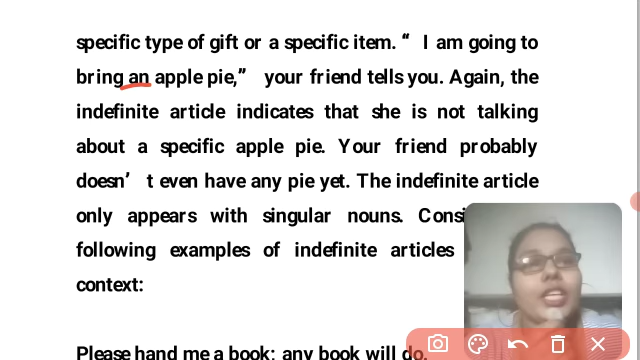 specific type of gift or a specific item. “ I am going to
bring an apple pie,” your friend tells you. Again, the
indefinite article indicates that she is not talking
about a specific apple pie. Your friend probably
doesn’ t even have any pie yet. The indefinite article
only appears with singular nouns.
following examples of indefinite articles
context:
Please hand me a book; any book will do.